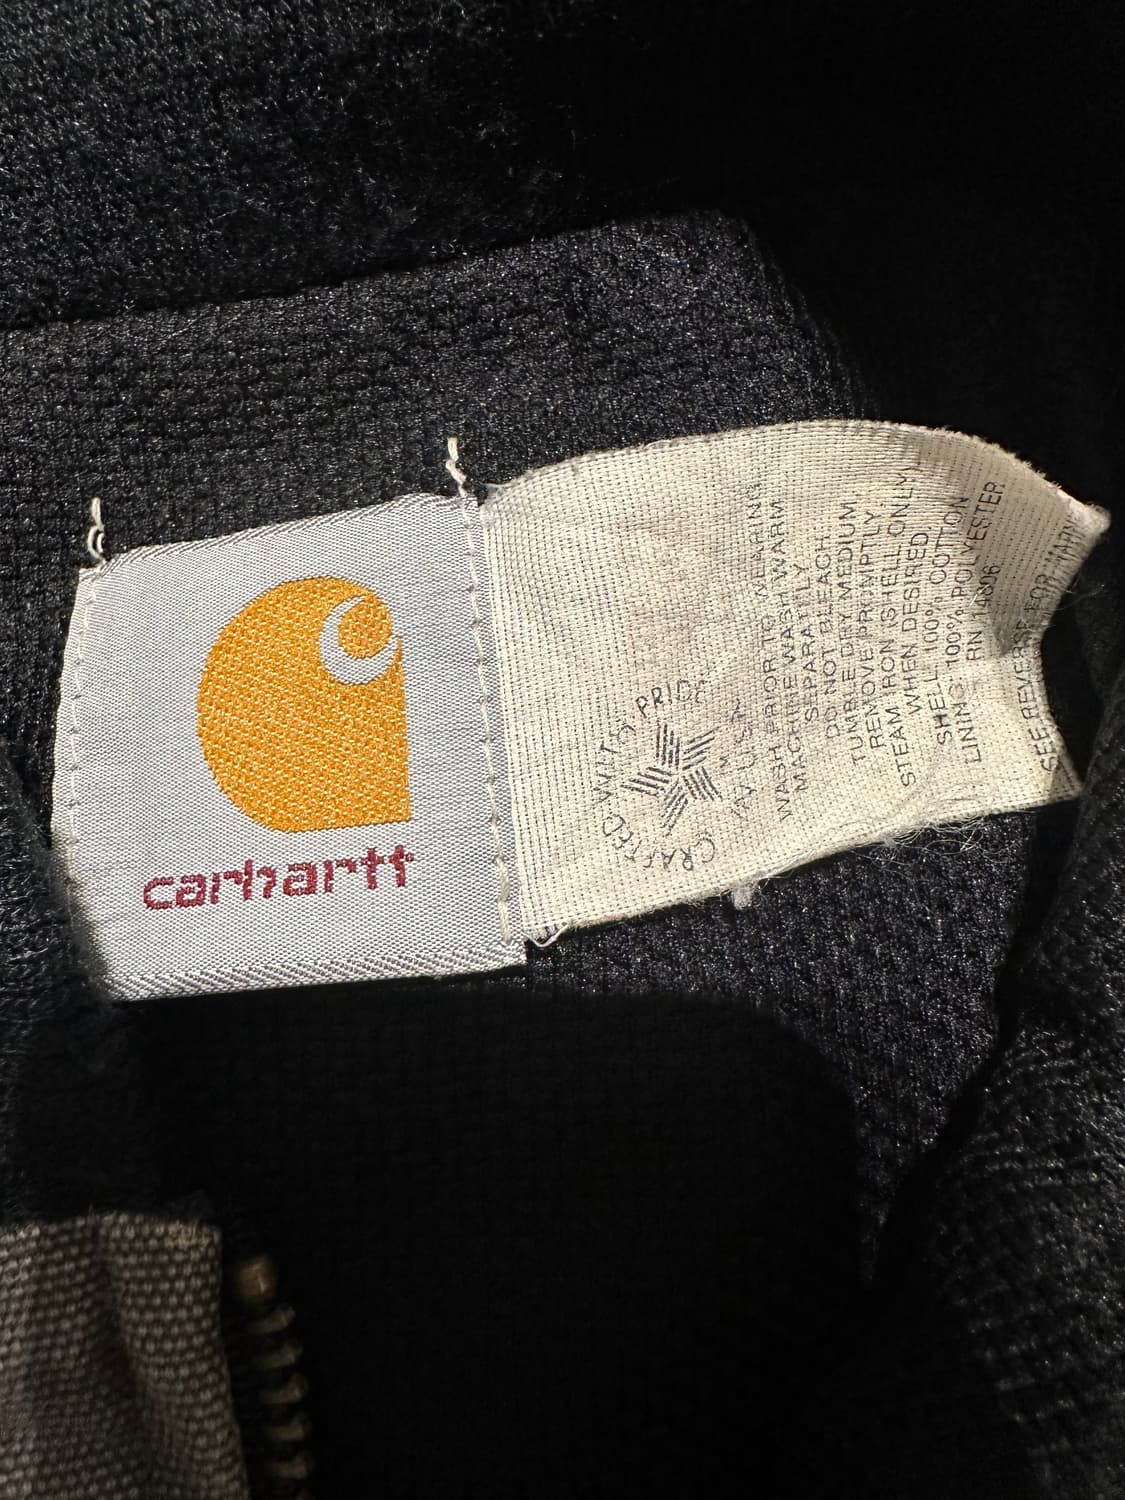 carhartt
CRAFTED WITH PRIDE
IN U.S.A.
WASH PRIOR TO WEARING
MACHINE WASH WARM
SEPARATELY
DO NOT BLEACH
TUMBLE DRY MEDIUM
REMOVE PROMPTLY
STEAM IRON (SHELL ONLY)
WHEN DESIRED
SHELL: 100% COTTON
LINING: 100% POLYESTER
RN 14806
SEE REVERSE FOR